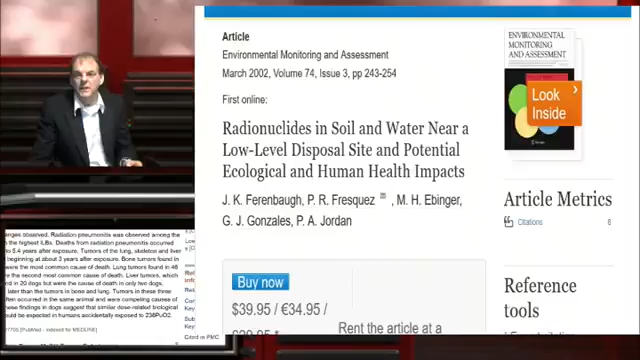 Article
Environmental Monitoring and Assessment
March 2002, Volume 74, Issue 3, pp 243-254
First online:
Radionuclides in Soil and Water Near a
Low-Level Disposal Site and Potential
Ecological and Human Health Impacts
J. K. Ferenbaugh, P. R. Fresquez , M. H. Ebinger,
G. J. Gonzales, P. A. Jordan
Buy now
$39.95 / €34.95 /
Rent the article at a
ENVIRONMENTAL
MONITORING
AND ASSESSMENT
Look
Inside
Article Metrics
Citations
Reference
tools
anges observed. Radiation pneumonitis was observed among the
the highest ILBs. Deaths from radiation pneumonitis occurred
to 5.4 years after exposure. Tumors of the lung, skeleton and liver
beginning at about 3 years after exposure. Bone tumors found in
were the most common cause of death. Lung tumors found in 46
the second most common cause of death. Liver tumors, which
in 20 dogs but were the cause of death in only two dogs,
later than the tumors in bone and lung. Tumors in these three
often occurred in the same animal and were competing causes of
these findings in dogs suggest that similar dose-related biological
could be expected in humans accidentally exposed to 238PuO2.
Cited in PMC